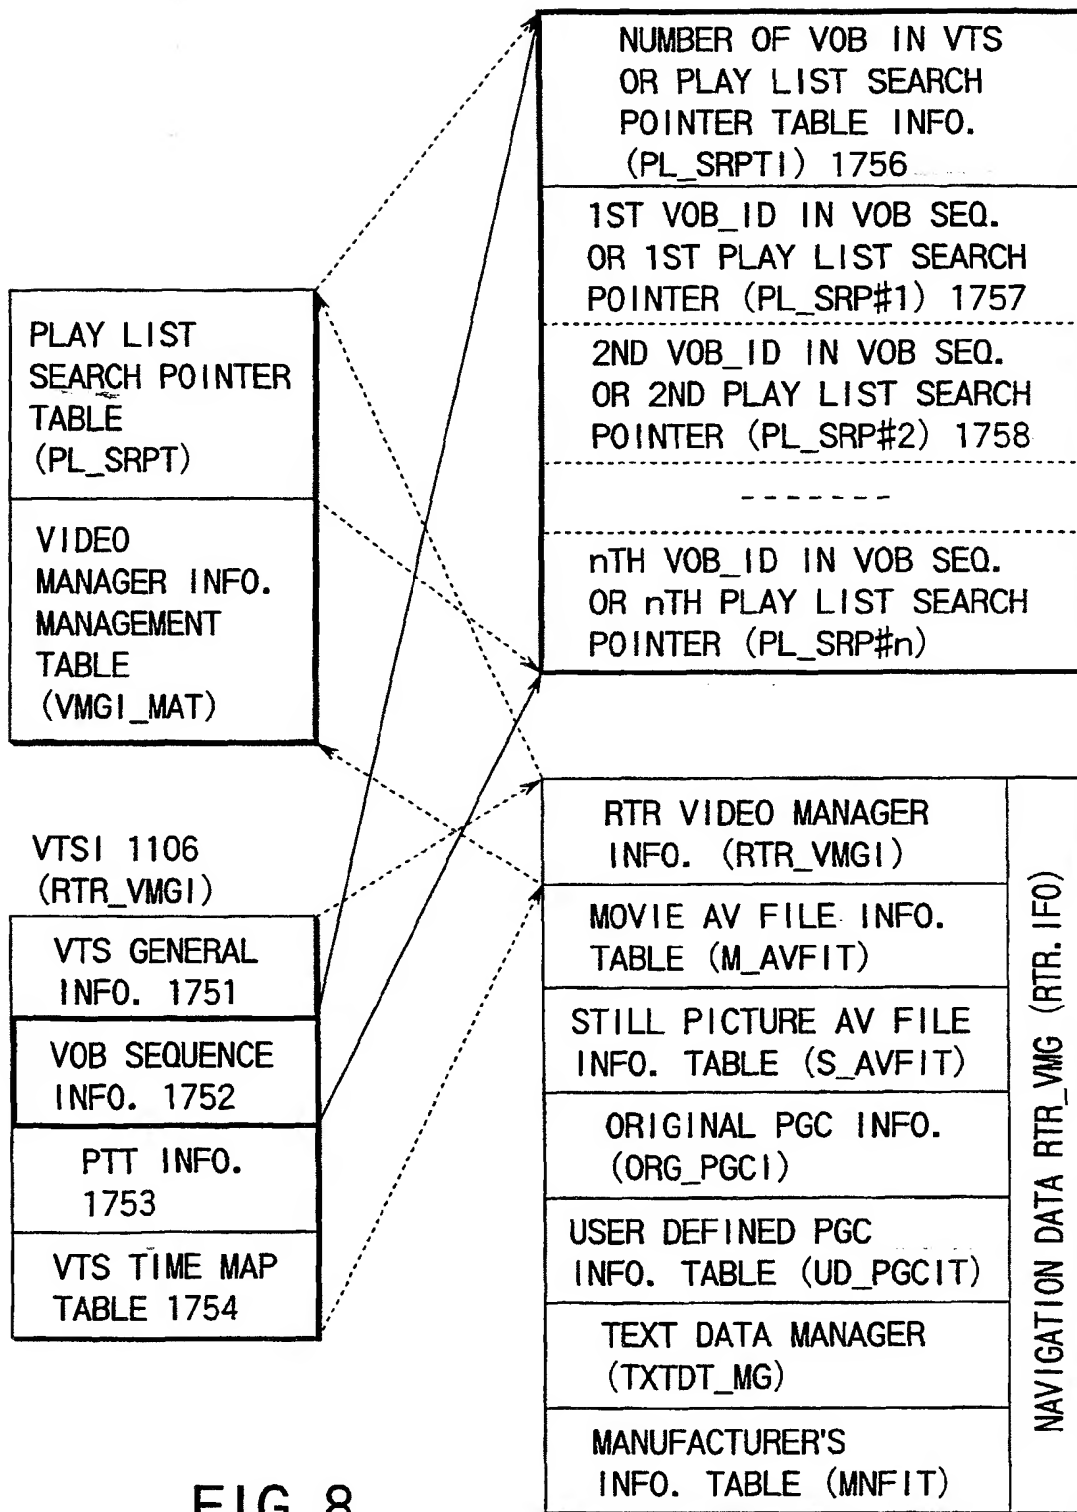 NUMBER OF VOB IN VTS
OR PLAY LIST SEARCH
POINTER TABLE INFO.
(PL_SRPTI) 1756
1ST VOB_ID IN VOB SEQ.
OR 1ST PLAY LIST SEARCH
POINTER (PL_SRP#1) 1757
2ND VOB_ID IN VOB SEQ.
OR 2ND PLAY LIST SEARCH
POINTER (PL_SRP#2) 1758
-------
nTH VOB_ID IN VOB SEQ.
OR nTH PLAY LIST SEARCH
POINTER (PL_SRP#n)
PLAY LIST
SEARCH POINTER
TABLE
(PL_SRPT)
VIDEO
MANAGER INFO.
MANAGEMENT
TABLE
(VMGI_MAT)
VTSI 1106
(RTR_VMGI)
VTS GENERAL
INFO. 1751
VOB SEQUENCE
INFO. 1752
PTT INFO.
1753
VTS TIME MAP
TABLE 1754
RTR VIDEO MANAGER
INFO. (RTR_VMGI)
MOVIE AV FILE INFO.
TABLE (M_AVFIT)
STILL PICTURE AV FILE
INFO. TABLE (S_AVFIT)
ORIGINAL PGC INFO.
(ORG_PGCI)
USER DEFINED PGC
INFO. TABLE (UD_PGCIT)
TEXT DATA MANAGER
(TXTDT_MG)
MANUFACTURER'S
INFO. TABLE (MNFIT)
NAVIGATION DATA RTR_VMG (RTR.IFO)
FIG. 8